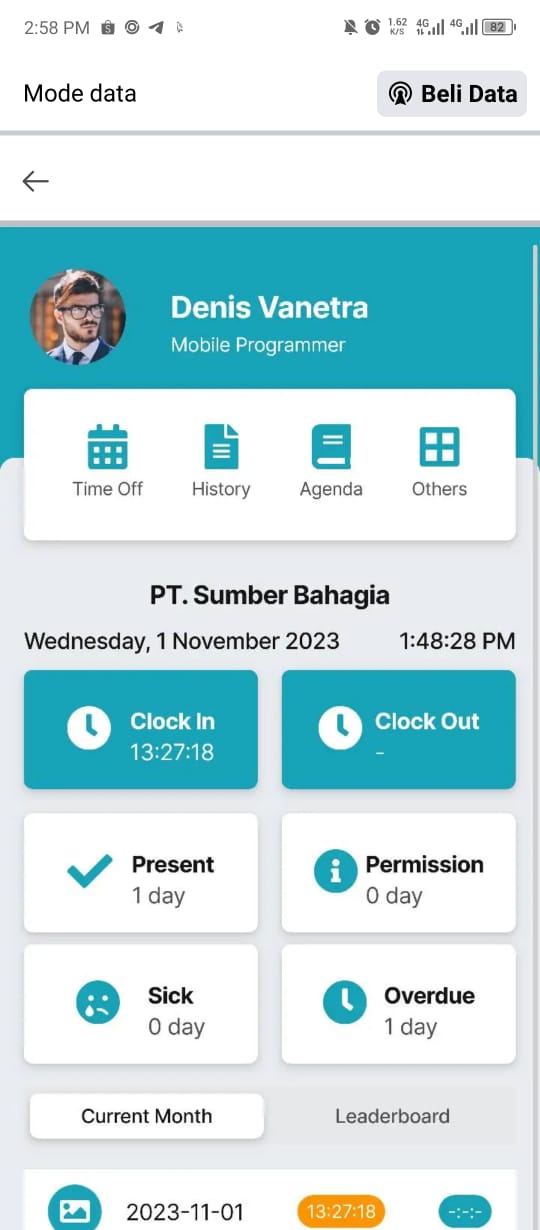 2:58 PM 1.62 K/S 4G 4G 82
Mode data Beli Data
Denis Vanetra
Mobile Programmer
Time Off History Agenda Others
PT. Sumber Bahagia
Wednesday, 1 November 2023 1:48:28 PM
Clock In Clock Out
13:27:18 -
Present Permission
1 day 0 day
Sick Overdue
0 day 1 day
Current Month Leaderboard
2023-11-01 13:27:18 -:-:-